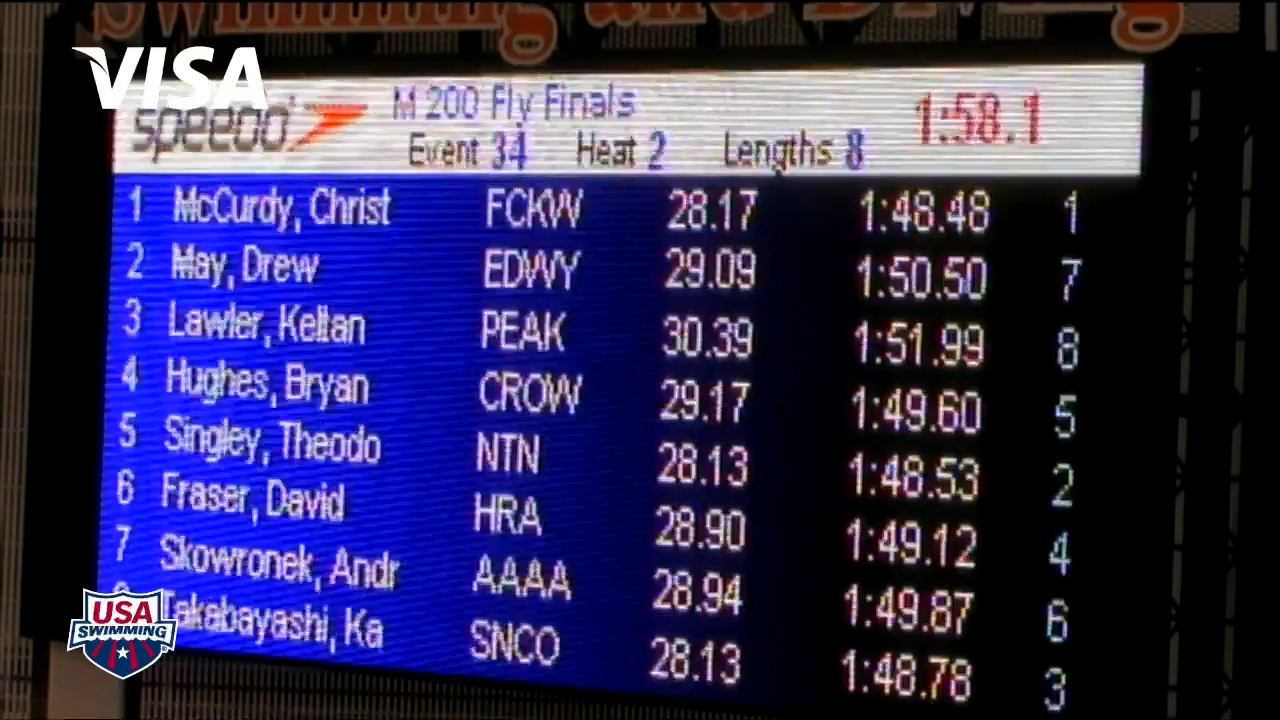 Swimming and Diving
VISA
speedo
M 200 Fly Finals
1:58.1
Event 34 Heat 2 Lengths 8
1 McCurdy, Christ FCKW 28.17 1:48.48 1
2 May, Drew EDWY 29.09 1:50.50 7
3 Lawler, Kellan PEAK 30.39 1:51.99 8
4 Hughes, Bryan CROW 29.17 1:49.60 5
5 Singley, Theodo NTN 28.13 1:48.53 2
6 Fraser, David HRA 28.90 1:49.12 4
7 Skowronek, Andr AAAA 28.94 1:49.87 6
Takabayashi, Ka SNCO 28.13 1:48.78 3
USA
SWIMMING